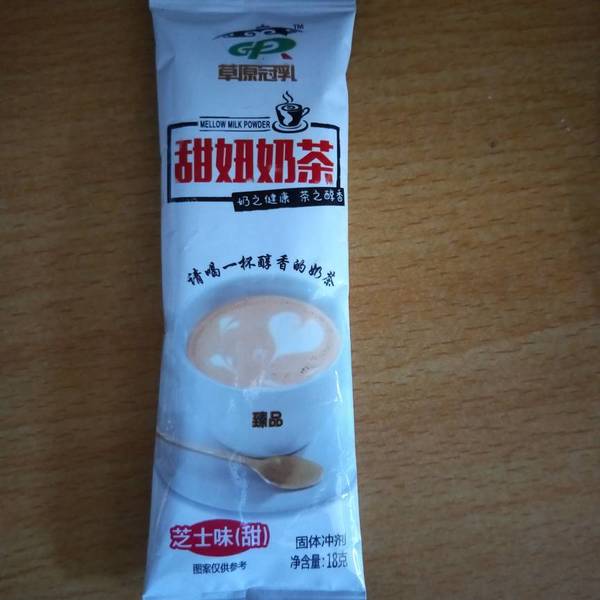 GR TM
草原冠乳
MELLOW MILK POWDER
甜妞奶茶
奶之健康 茶之醇香
请喝一杯醇香的奶茶
臻品
芝士味(甜)
固体冲剂
图案仅供参考
净含量:18克